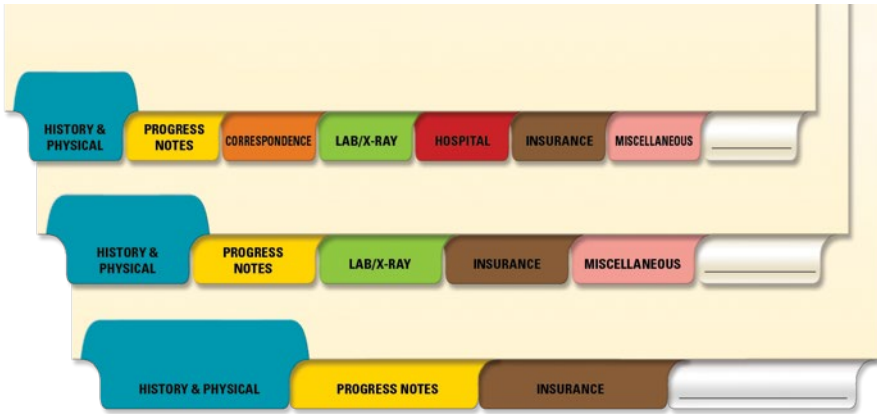 HISTORY &
PHYSICAL
PROGRESS
NOTES
CORRESPONDENCE
LAB/X-RAY
HOSPITAL
INSURANCE
MISCELLANEOUS
HISTORY &
PHYSICAL
PROGRESS
NOTES
LAB/X-RAY
INSURANCE
MISCELLANEOUS
HISTORY & PHYSICAL
PROGRESS NOTES
INSURANCE